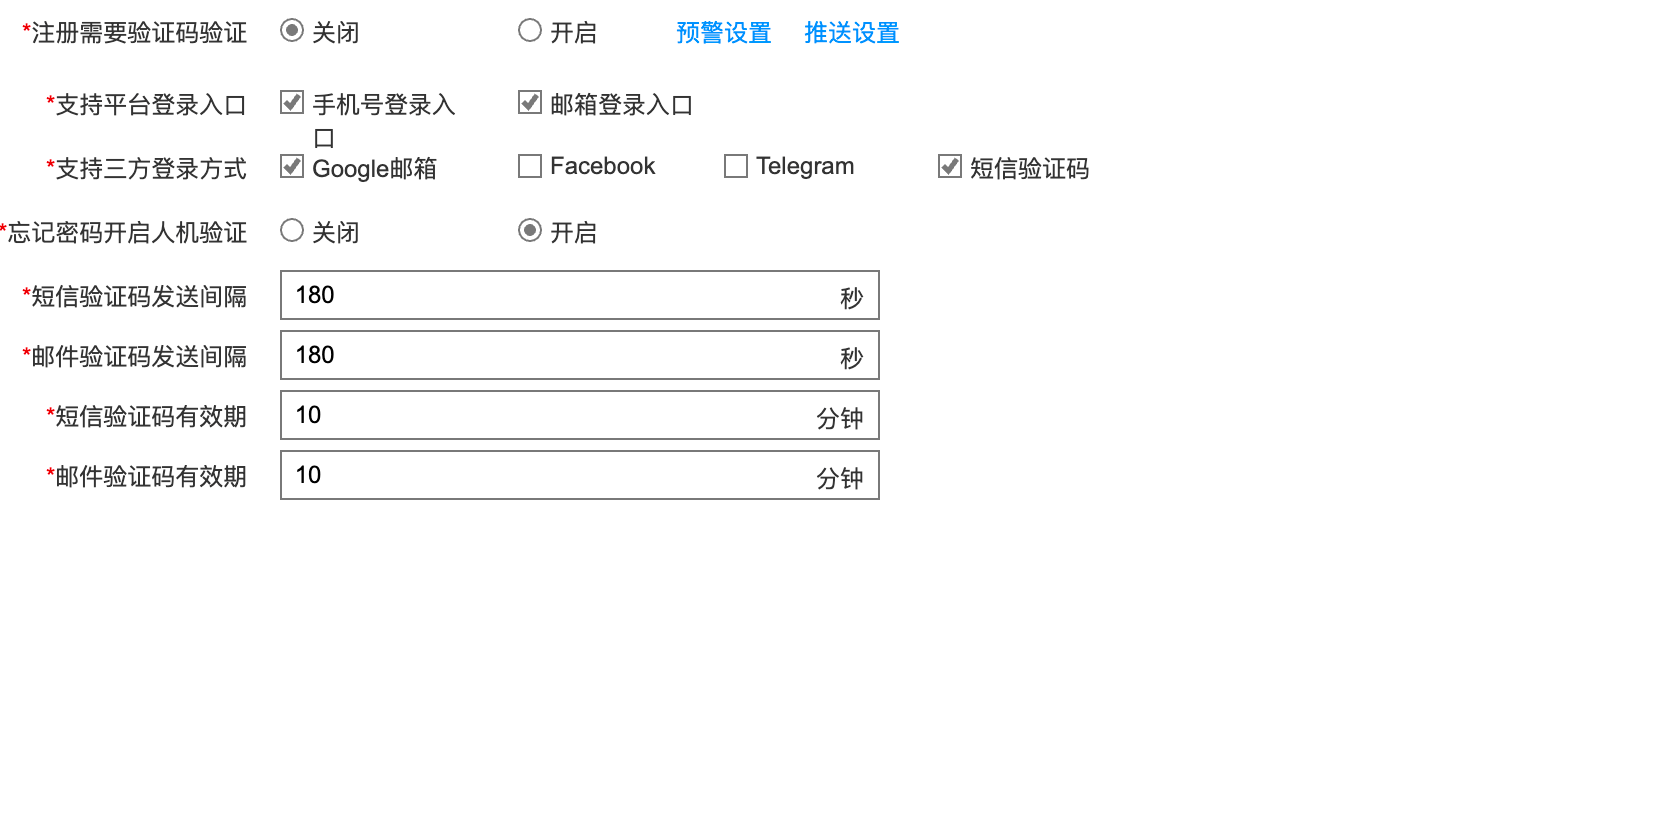 *注册需要验证码验证 关闭 开启 预警设置 推送设置
*支持平台登录入口 手机号登录入 邮箱登录入口
口
*支持三方登录方式 Google邮箱 Facebook Telegram 短信验证码
*忘记密码开启人机验证 关闭 开启
*短信验证码发送间隔 180 秒
*邮件验证码发送间隔 180 秒
*短信验证码有效期 10 分钟
*邮件验证码有效期 10 分钟